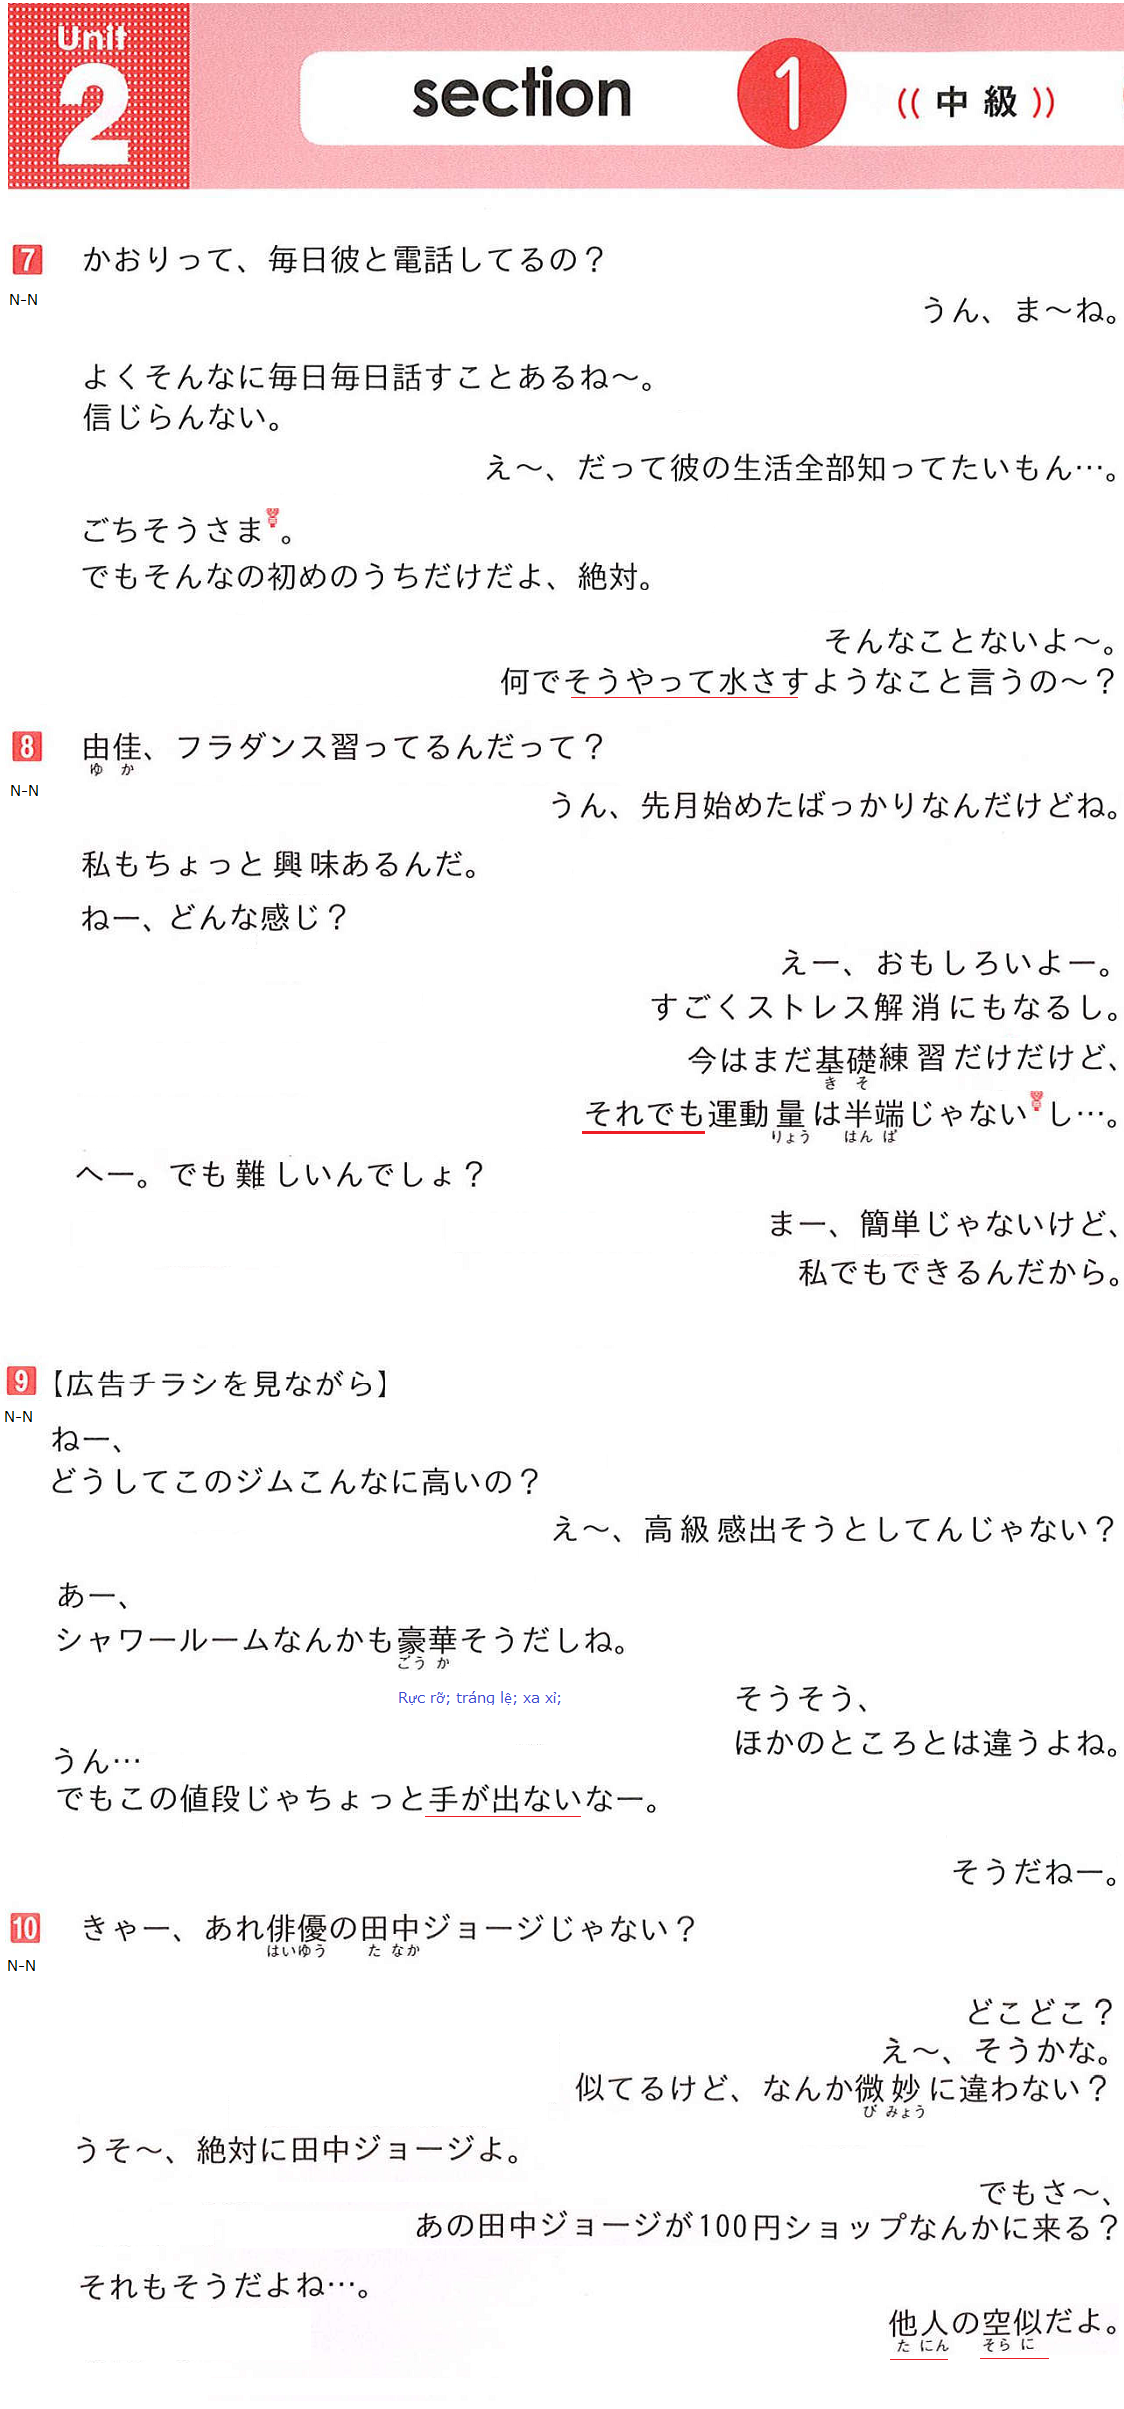 Unit
2
section 1 ((中級))
7 かおりって、毎日彼と電話してるの？
N-N
うん、ま〜ね。
よくそんなに毎日毎日話すことあるね〜。
信じらんない。
え〜、だって彼の生活全部知ってたいもん…。
ごちそうさま。
でもそんなの初めのうちだけだよ、絶対。
そんなことないよ〜。
何でそうやって水さすようなこと言うの〜？
8 由佳、フラダンス習ってるんだって？
ゆ か
N-N
うん、先月始めたばっかりなんだけどね。
私もちょっと興味あるんだ。
ねー、どんな感じ？
えー、おもしろいよー。
すごくストレス解消にもなるし。
今はまだ基礎練習だけだけど、
き そ
それでも運動量は半端じゃないし…。
りょう はん ぱ
へー。でも難しいんでしょ？
まー、簡単じゃないけど、
私でもできるんだから。
9 【広告チラシを見ながら】
N-N
ねー、
どうしてこのジムこんなに高いの？
え〜、高級感出そうとしてんじゃない？
あー、
シャワールームなんかも豪華そうだしね。
ごう か
Rực rỡ; tráng lệ; xa xỉ;
そうそう、
ほかのところとは違うよね。
うん…
でもこの値段じゃちょっと手が出ないなー。
そうだねー。
10 きゃー、あれ俳優の田中ジョージじゃない？
はいゆう た なか
N-N
どこどこ？
え〜、そうかな。
似てるけど、なんか微妙に違わない？
び みょう
うそ〜、絶対に田中ジョージよ。
でもさ〜、
あの田中ジョージが100円ショップなんかに来る？
それもそうだよね…。
他人の空似だよ。
た にん そら に